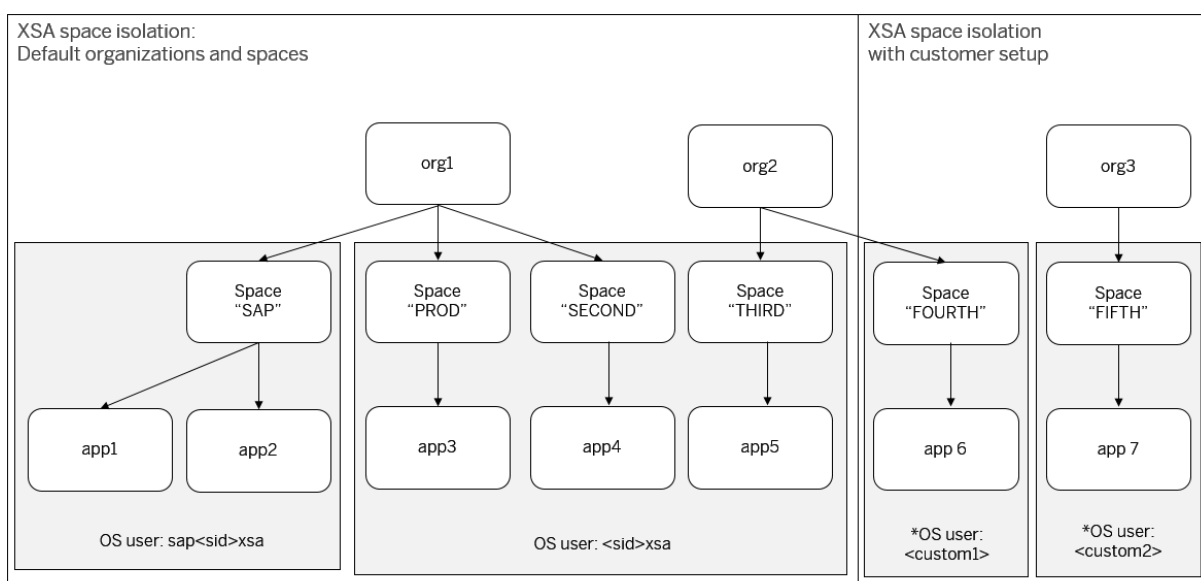 XSA space isolation:
Default organizations and spaces
XSA space isolation
with customer setup
org1
org2
org3
Space
“SAP”
Space
“PROD”
Space
“SECOND”
Space
“THIRD”
Space
“FOURTH”
Space
“FIFTH”
app1
app2
app3
app4
app5
app 6
app 7
OS user: sap<sid>xsa
OS user: <sid>xsa
*OS user:
<custom1>
*OS user:
<custom2>